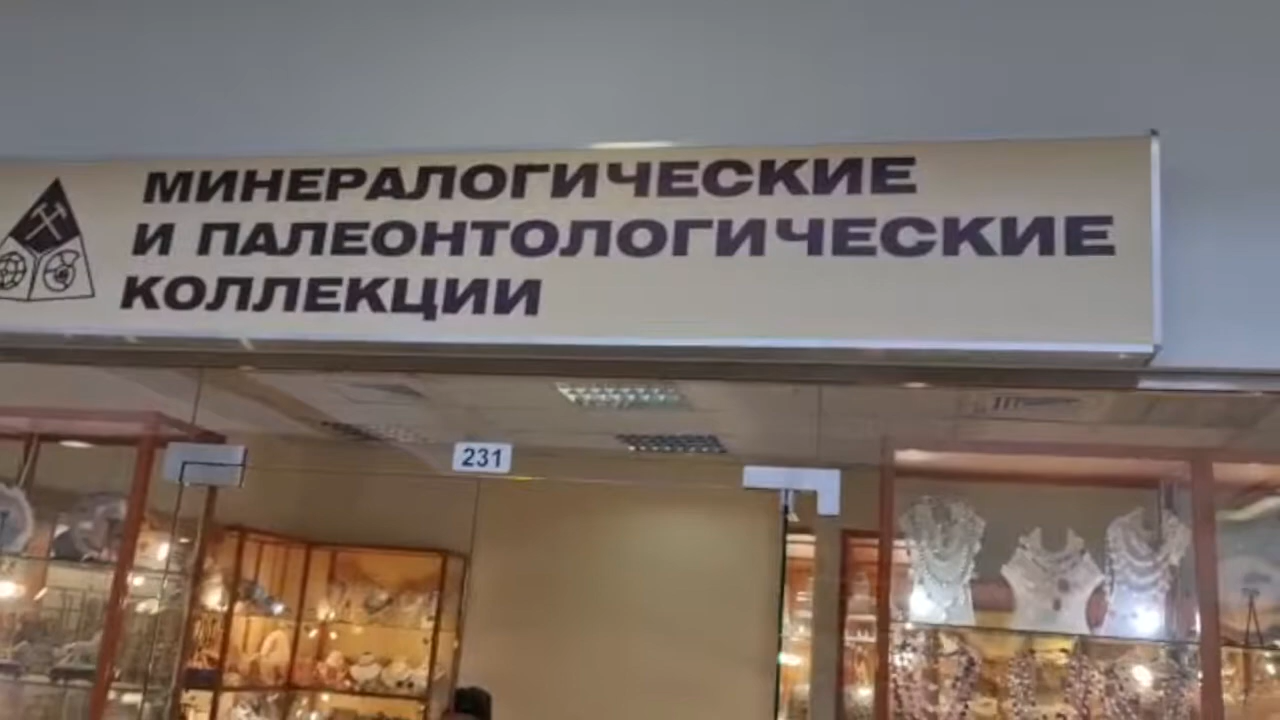 МИНЕРАЛОГИЧЕСКИЕ
И ПАЛЕОНТОЛОГИЧЕСКИЕ
КОЛЛЕКЦИИ
231